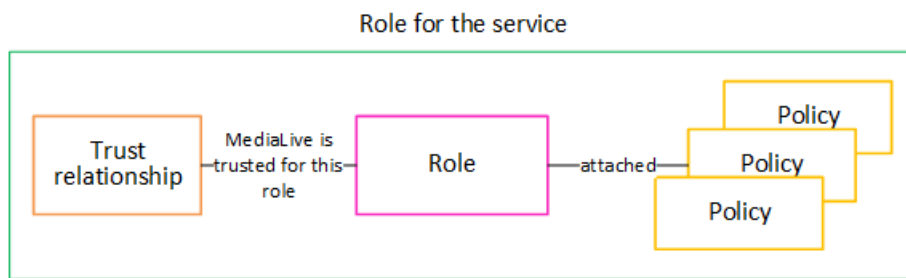 Role for the service
Trust
relationship
MediaLive is
trusted for this
role
Role
attached
Policy
Policy
Policy